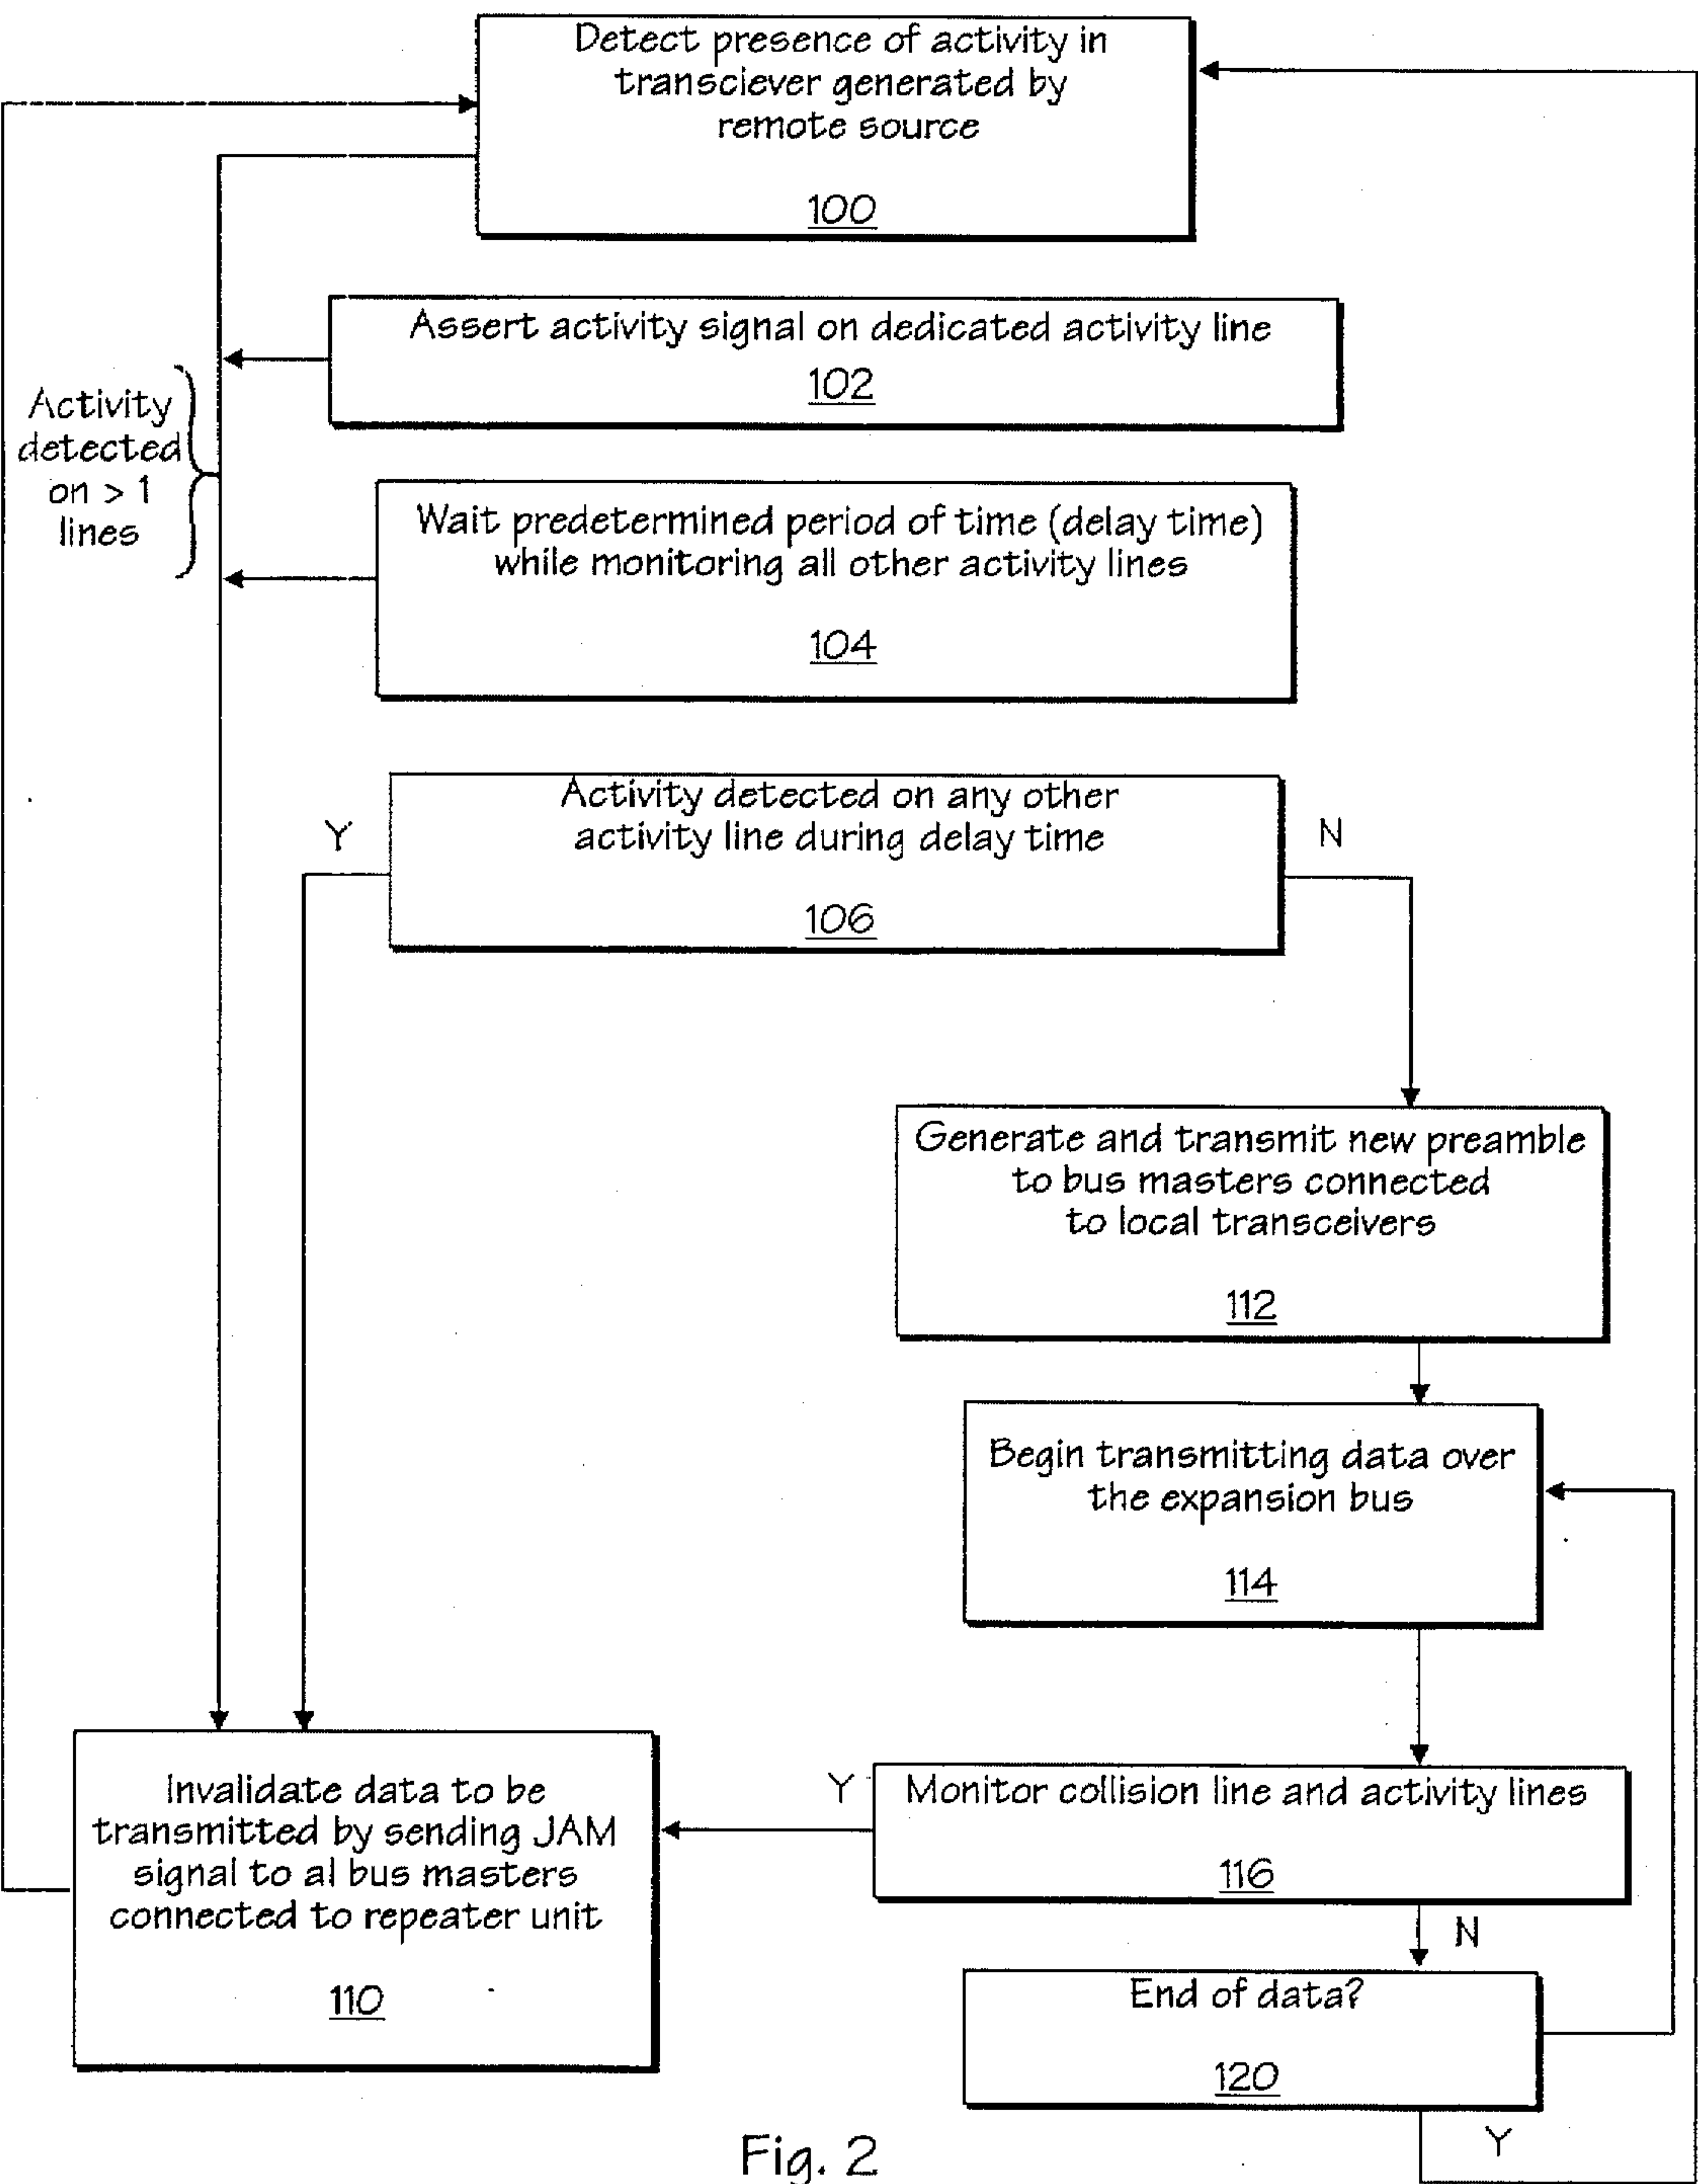 Detect presence of activity in
transciever generated by
remote source
100
Assert activity signal on dedicated activity line
102
Activity
detected
on > 1
lines
Wait predetermined period of time (delay time)
while monitoring all other activity lines
104
Y
Activity detected on any other
activity line during delay time
N
106
Generate and transmit new preamble
to bus masters connected
to local transceivers
112
Begin transmitting data over
the expansion bus
114
Invalidate data to be
transmitted by sending JAM
signal to al bus masters
connected to repeater unit
110
Y
Monitor collision line and activity lines
116
N
End of data?
120
Y
Fig. 2